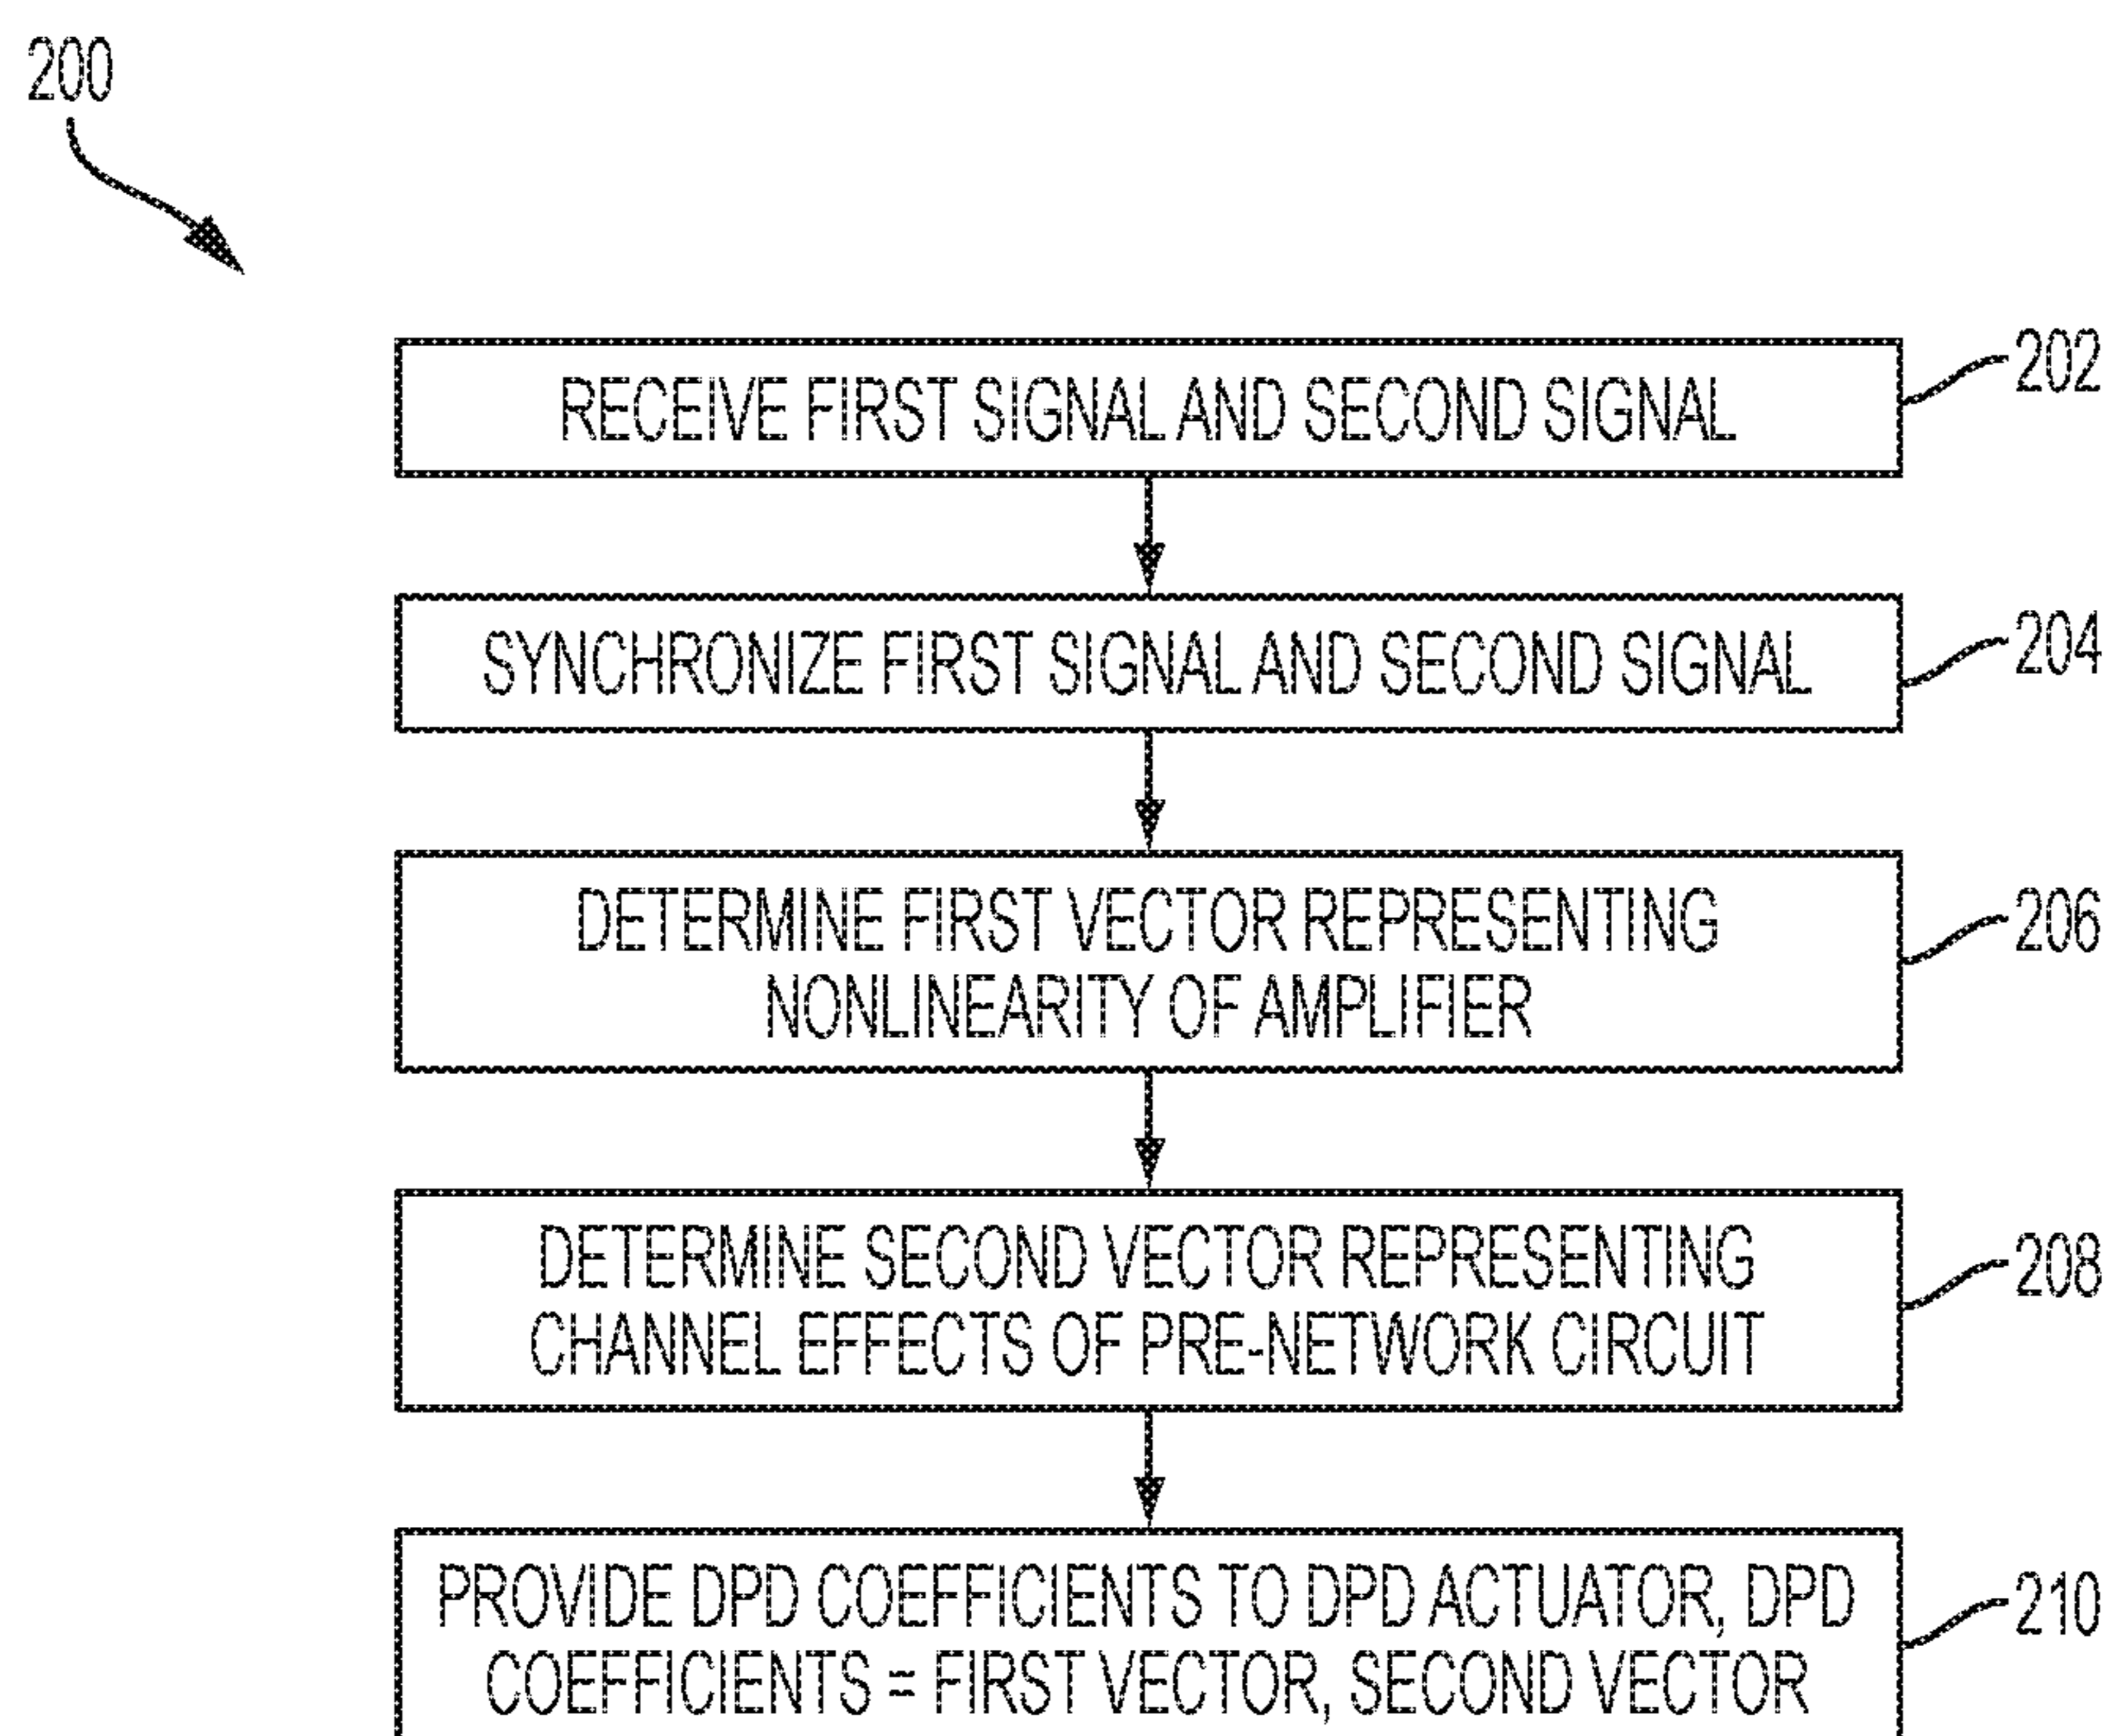 200
RECEIVE FIRST SIGNAL AND SECOND SIGNAL
202
SYNCHRONIZE FIRST SIGNAL AND SECOND SIGNAL
204
DETERMINE FIRST VECTOR REPRESENTING
NONLINEARITY OF AMPLIFIER
206
DETERMINE SECOND VECTOR REPRESENTING
CHANNEL EFFECTS OF PRE-NETWORK CIRCUIT
208
PROVIDE DPD COEFFICIENTS TO DPD ACTUATOR, DPD
COEFFICIENTS = FIRST VECTOR, SECOND VECTOR
210